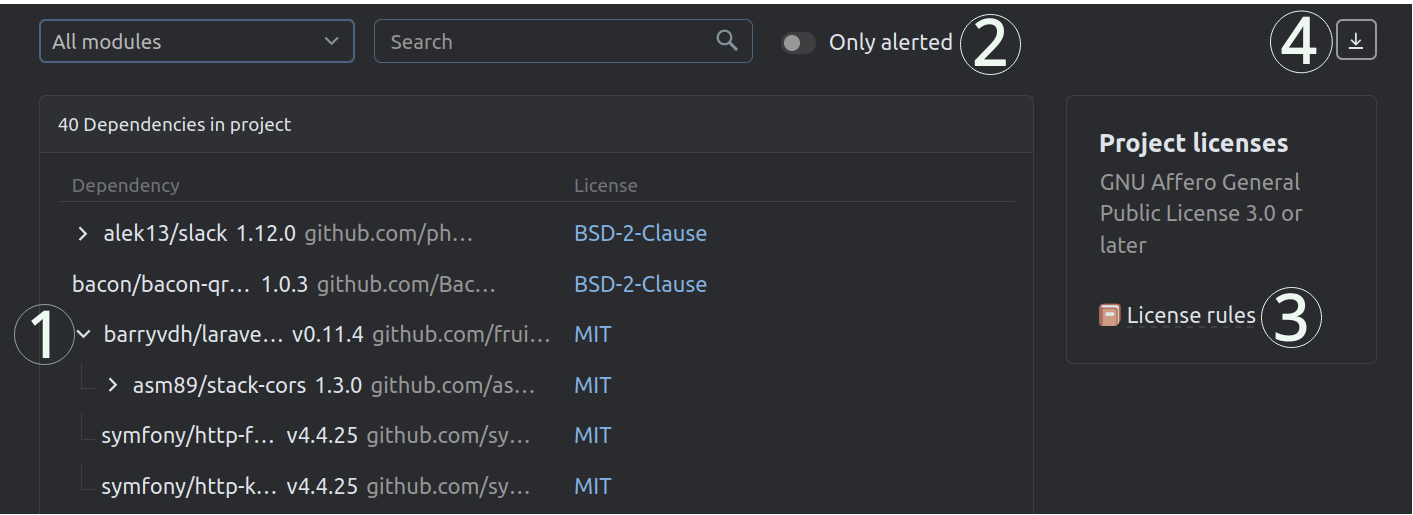 All modules
Search
Only alerted
2
4
40 Dependencies in project
Dependency License
alek13/slack 1.12.0 github.com/ph… BSD-2-Clause
bacon/bacon-qr… 1.0.3 github.com/Bac… BSD-2-Clause
1
barryvdh/larave… v0.11.4 github.com/frui… MIT
asm89/stack-cors 1.3.0 github.com/as… MIT
symfony/http-f… v4.4.25 github.com/sy… MIT
symfony/http-k… v4.4.25 github.com/sy… MIT
Project licenses
GNU Affero General
Public License 3.0 or
later
License rules
3